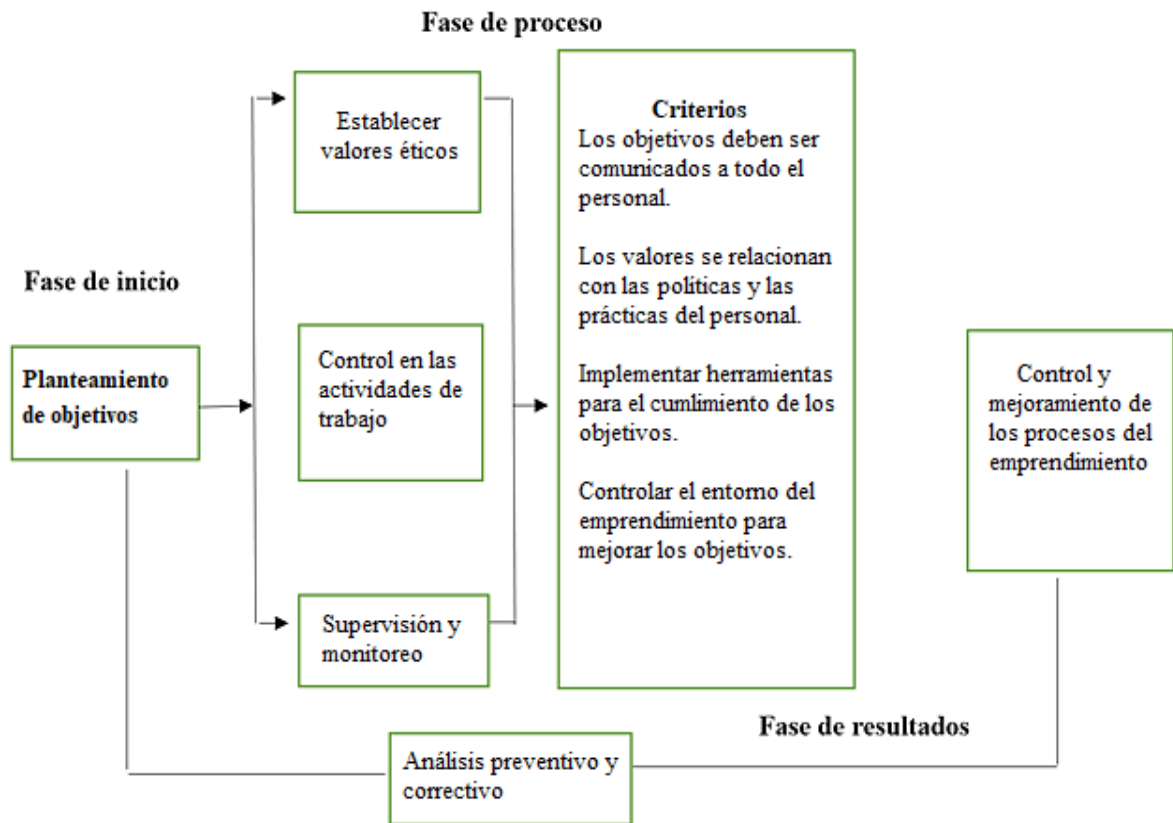 Fase de proceso
Fase de inicio
Planteamiento
de objetivos
Establecer
valores éticos
Control en las
actividades de
trabajo
Supervisión y
monitoreo
Criterios
Los objetivos deben ser
comunicados a todo el
personal.
Los valores se relacionan
con las políticas y las
prácticas del personal.
Implementar herramientas
para el cumlimiento de los
objetivos.
Controlar el entorno del
emprendimiento para
mejorar los objetivos.
Control y
mejoramiento de
los procesos del
emprendimiento
Fase de resultados
Análisis preventivo y
correctivo